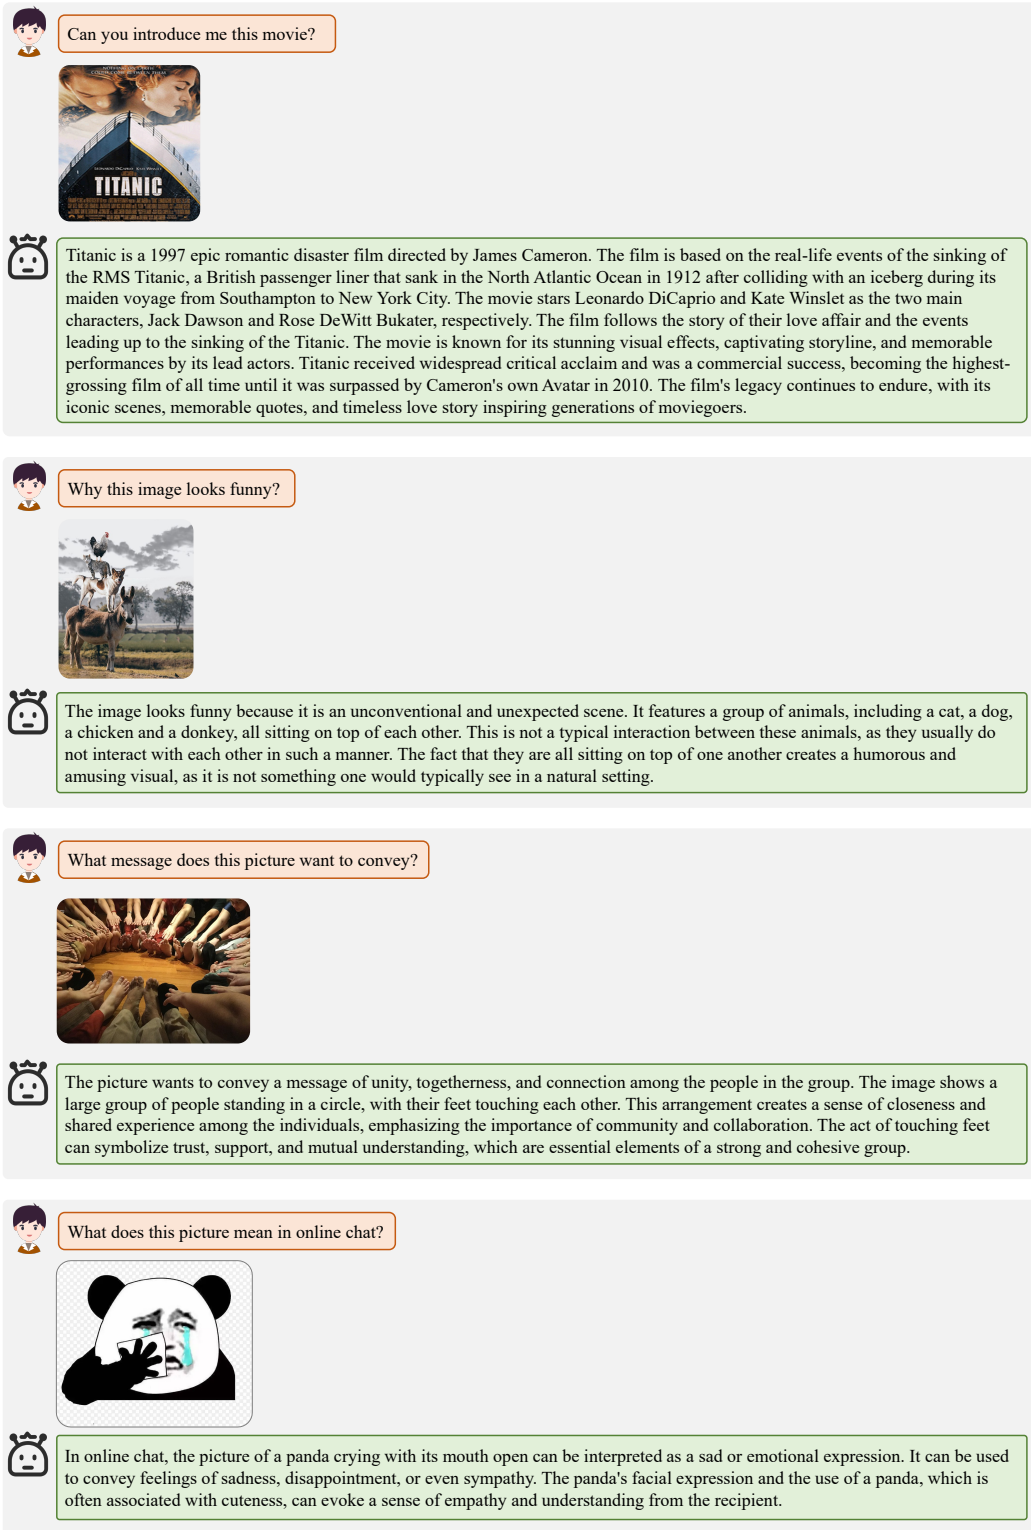 Can you introduce me this movie?
TITANIC
Titanic is a 1997 epic romantic disaster film directed by James Cameron. The film is based on the real-life events of the sinking of
the RMS Titanic, a British passenger liner that sank in the North Atlantic Ocean in 1912 after colliding with an iceberg during its
maiden voyage from Southampton to New York City. The movie stars Leonardo DiCaprio and Kate Winslet as the two main
characters, Jack Dawson and Rose DeWitt Bukater, respectively. The film follows the story of their love affair and the events
leading up to the sinking of the Titanic. The movie is known for its stunning visual effects, captivating storyline, and memorable
performances by its lead actors. Titanic received widespread critical acclaim and was a commercial success, becoming the highest-
grossing film of all time until it was surpassed by Cameron's own Avatar in 2010. The film's legacy continues to endure, with its
iconic scenes, memorable quotes, and timeless love story inspiring generations of moviegoers.
Why this image looks funny?
The image looks funny because it is an unconventional and unexpected scene. It features a group of animals, including a cat, a dog,
a chicken and a donkey, all sitting on top of each other. This is not a typical interaction between these animals, as they usually do
not interact with each other in such a manner. The fact that they are all sitting on top of one another creates a humorous and
amusing visual, as it is not something one would typically see in a natural setting.
What message does this picture want to convey?
The picture wants to convey a message of unity, togetherness, and connection among the people in the group. The image shows a
large group of people standing in a circle, with their feet touching each other. This arrangement creates a sense of closeness and
shared experience among the individuals, emphasizing the importance of community and collaboration. The act of touching feet
can symbolize trust, support, and mutual understanding, which are essential elements of a strong and cohesive group.
What does this picture mean in online chat?
In online chat, the picture of a panda crying with its mouth open can be interpreted as a sad or emotional expression. It can be used
to convey feelings of sadness, disappointment, or even sympathy. The panda's facial expression and the use of a panda, which is
often associated with cuteness, can evoke a sense of empathy and understanding from the recipient.